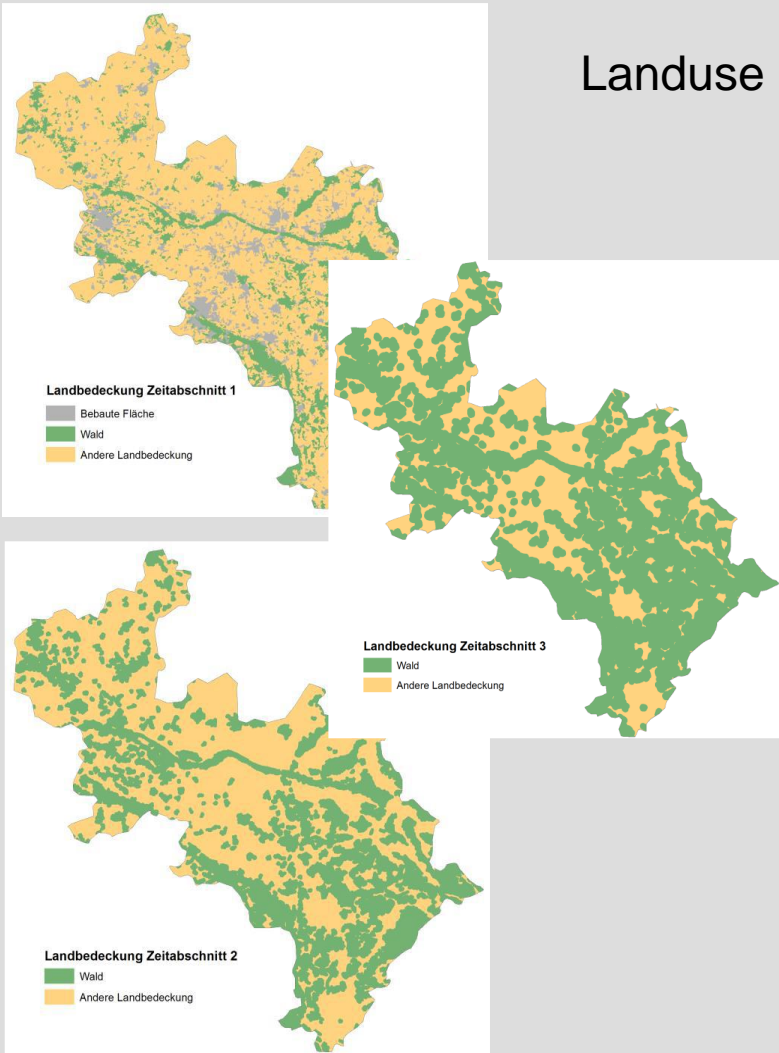 Landuse
Landbedeckung Zeitabschnitt 1
Bebaute Fläche
Wald
Andere Landbedeckung
Landbedeckung Zeitabschnitt 3
Wald
Andere Landbedeckung
Landbedeckung Zeitabschnitt 2
Wald
Andere Landbedeckung